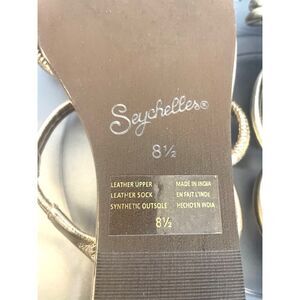 Seychelles®
8½
LEATHER UPPER MADE IN INDIA
LEATHER SOCK EN FAIT L'INDE
SYNTHETIC OUTSOLE HECHO EN INDIA
8½